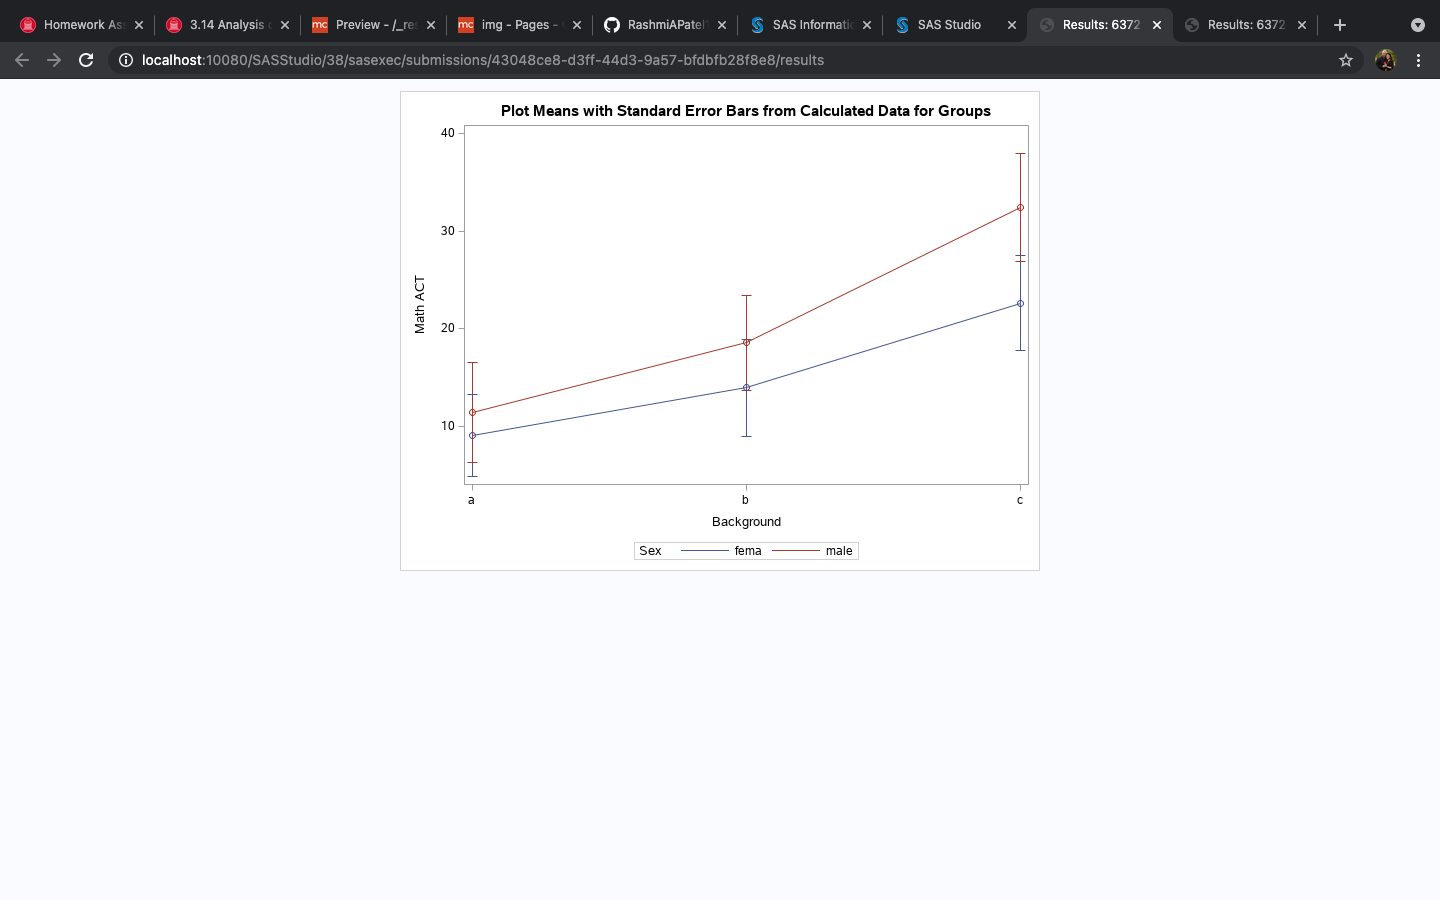 Homework As
3.14 Analysis
Preview - /_re
img - Pages -
RashmiAPatel
SAS Informati
SAS Studio
Results: 6372
Results: 6372
localhost:10080/SASStudio/38/sasexec/submissions/43048ce8-d3ff-44d3-9a57-bfdbfb28f8e8/results
Plot Means with Standard Error Bars from Calculated Data for Groups
40
30
20
10
Math ACT
a b c
Background
Sex fema male